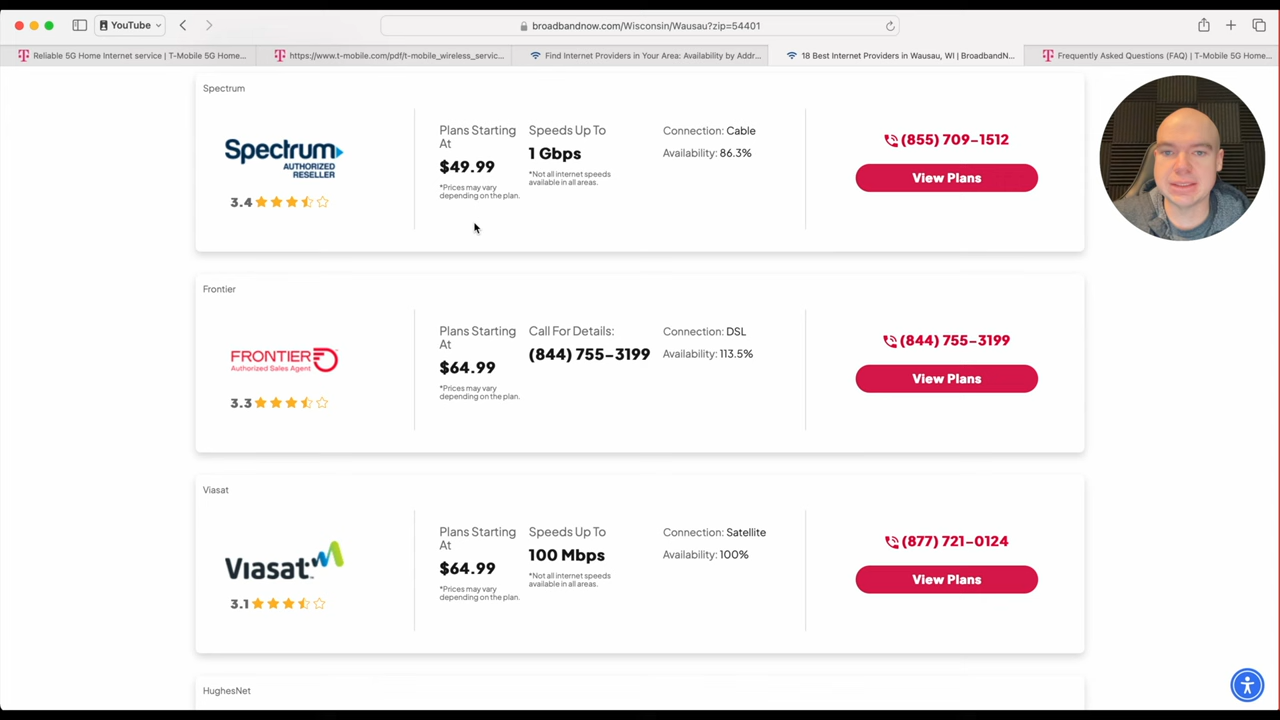 YouTube
broadbandnow.com/Wisconsin/Wausau?zip=54401
Reliable 5G Home Internet service | T-Mobile 5G Home...
https://www.t-mobile.com/pdf/t-mobile_wireless_servic...
Find Internet Providers in Your Area: Availability by Addr...
18 Best Internet Providers in Wausau, WI | BroadbandN...
Frequently Asked Questions (FAQ) | T-Mobile 5G Home...
Spectrum
Spectrum
AUTHORIZED
RESELLER
3.4
Plans Starting
At
$49.99
*Prices may vary
depending on the plan.
Speeds Up To
1 Gbps
*Not all internet speeds
available in all areas.
Connection: Cable
Availability: 86.3%
(855) 709-1512
View Plans
Frontier
FRONTIER
Authorized Sales Agent
3.3
Plans Starting
At
$64.99
*Prices may vary
depending on the plan.
Call For Details:
(844) 755-3199
Connection: DSL
Availability: 113.5%
(844) 755-3199
View Plans
Viasat
Viasat
3.1
Plans Starting
At
$64.99
*Prices may vary
depending on the plan.
Speeds Up To
100 Mbps
*Not all internet speeds
available in all areas.
Connection: Satellite
Availability: 100%
(877) 721-0124
View Plans
HughesNet